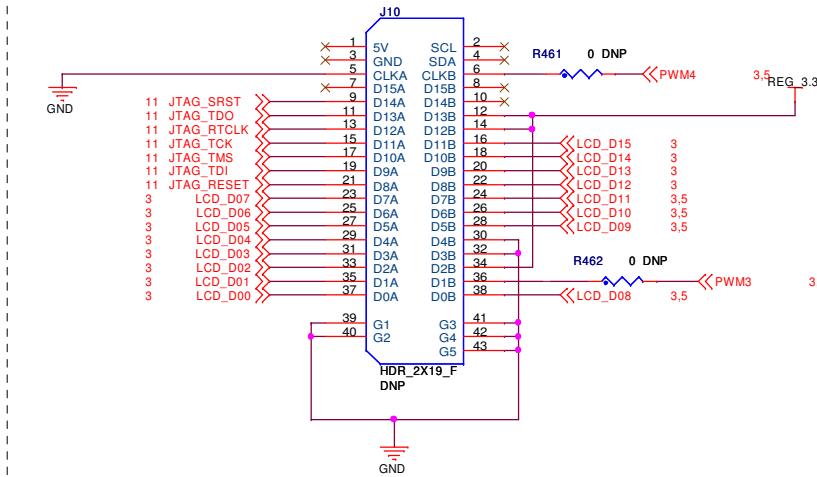 J10
1 5V SCL 2
3 GND SDA 4
R461 0 DNP
5 CLKA CLKB 6 PWM4 3,5
7 D15A D15B 8
REG_3.3
GND
11 JTAG_SRST 9 D14A D14B 10
11 JTAG_TDO 11 D13A D13B 12
11 JTAG_RTCLK 13 D12A D12B 14
11 JTAG_TCK 15 D11A D11B 16 LCD_D15 3
11 JTAG_TMS 17 D10A D10B 18 LCD_D14 3
11 JTAG_TDI 19 D9A D9B 20 LCD_D13 3
11 JTAG_RESET 21 D8A D8B 22 LCD_D12 3
3 LCD_D07 23 D7A D7B 24 LCD_D11 3,5
3 LCD_D06 25 D6A D6B 26 LCD_D10 3,5
3 LCD_D05 27 D5A D5B 28 LCD_D09 3,5
3 LCD_D04 29 D4A D4B 30
3 LCD_D03 31 D3A D3B 32
R462 0 DNP
3 LCD_D02 33 D2A D2B 34
3 LCD_D01 35 D1A D1B 36 PWM3 3
3 LCD_D00 37 D0A D0B 38 LCD_D08 3,5
39 G1 G3 41
40 G2 G4 42
G5 43
HDR_2X19_F
DNP
GND